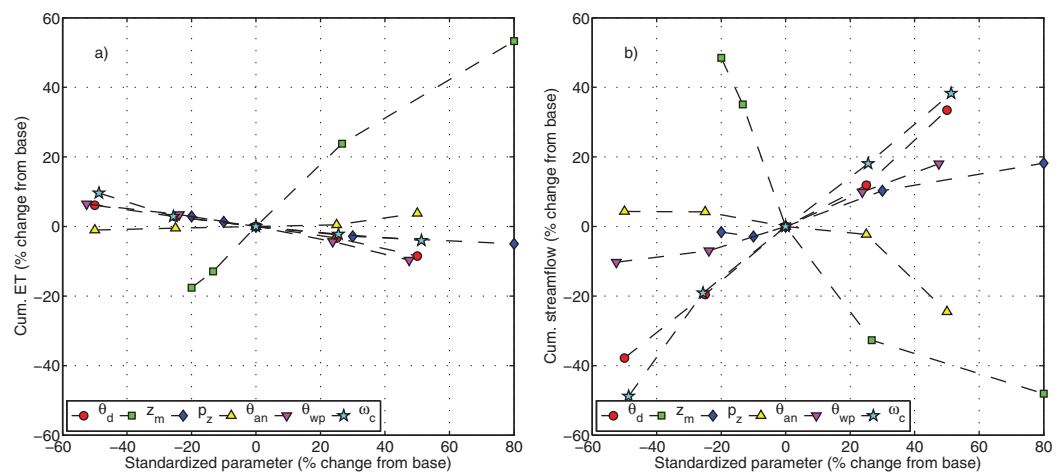 a)
60
40
20
0
−20
−40
−60
−60 −40 −20 0 20 40 60 80
Cum. ET (% change from base)
Standardized parameter (% change from base)
θd zm pz θan θwp ωc
b)
60
40
20
0
−20
−40
−60
−60 −40 −20 0 20 40 60 80
Cum. streamflow (% change from base)
Standardized parameter (% change from base)
θd zm pz θan θwp ωc